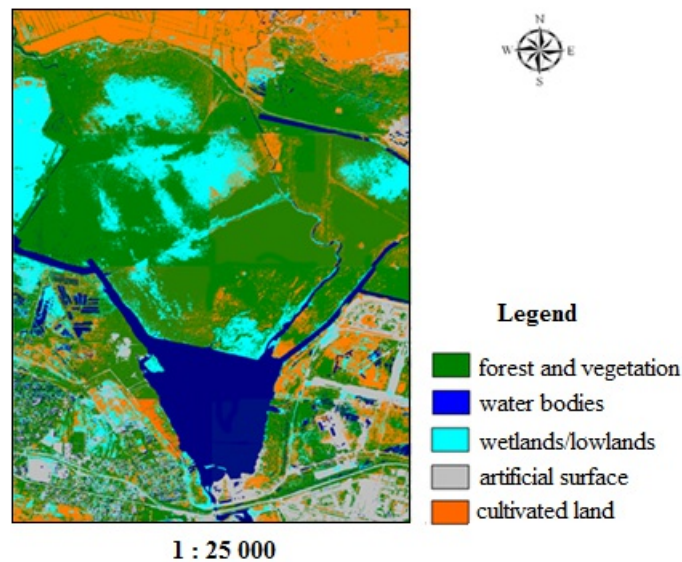 N
W E
S
Legend
forest and vegetation
water bodies
wetlands/lowlands
artificial surface
cultivated land
1 : 25 000